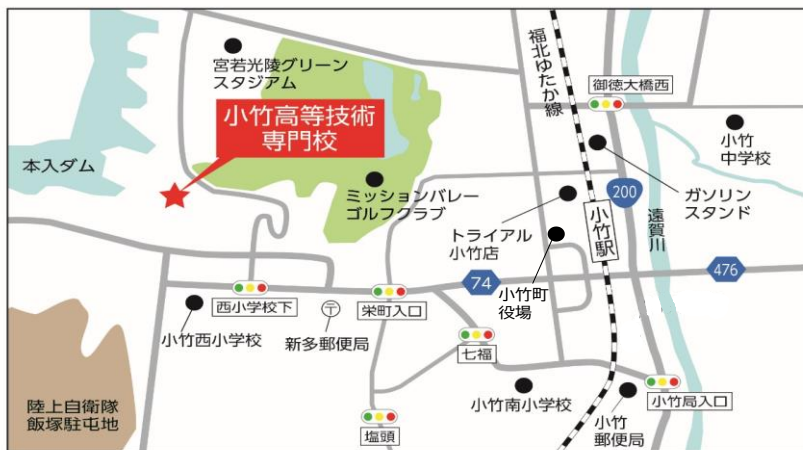 宮若光陵グリーン
スタジアム
小竹高等技術
専門校
本入ダム
ミッションバレー
ゴルフクラブ
福北ゆたか線
御徳大橋西
小竹
中学校
ガソリン
スタンド
200
遠賀川
小竹駅
トライアル
小竹店
小竹町
役場
74
476
西小学校下
小竹西小学校
〒
新多郵便局
栄町入口
七福
小竹南小学校
小竹局入口
小竹
郵便局
塩頭
陸上自衛隊
飯塚駐屯地